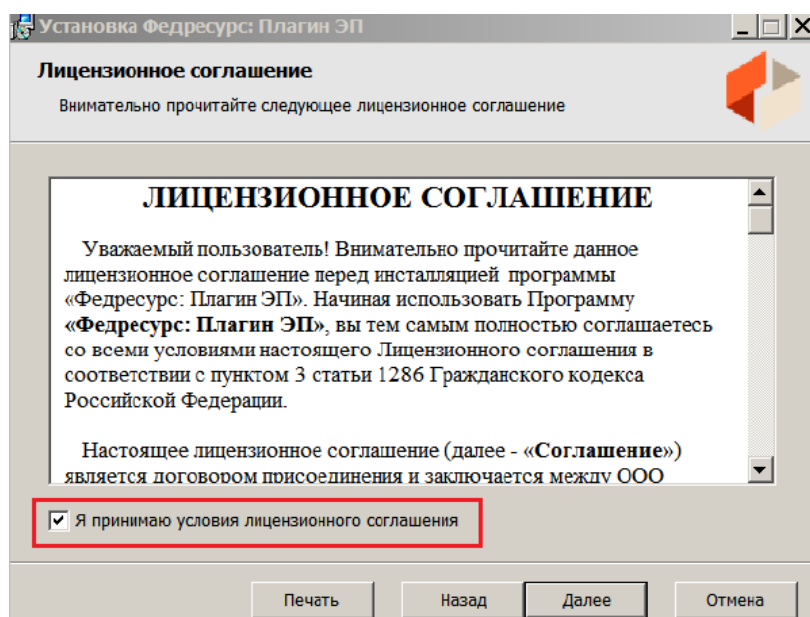 Установка Федресурс: Плагин ЭП
Лицензионное соглашение
Внимательно прочитайте следующее лицензионное соглашение
ЛИЦЕНЗИОННОЕ СОГЛАШЕНИЕ
Уважаемый пользователь! Внимательно прочитайте данное
лицензионное соглашение перед инсталляцией программы
«Федресурс: Плагин ЭП». Начиная использовать Программу
«Федресурс: Плагин ЭП», вы тем самым полностью соглашаетесь
со всеми условиями настоящего Лицензионного соглашения в
соответствии с пунктом 3 статьи 1286 Гражданского кодекса
Российской Федерации.
Настоящее лицензионное соглашение (далее - «Соглашение»)
является договором присоединения и заключается между ООО
Я принимаю условия лицензионного соглашения
Печать
Назад
Далее
Отмена